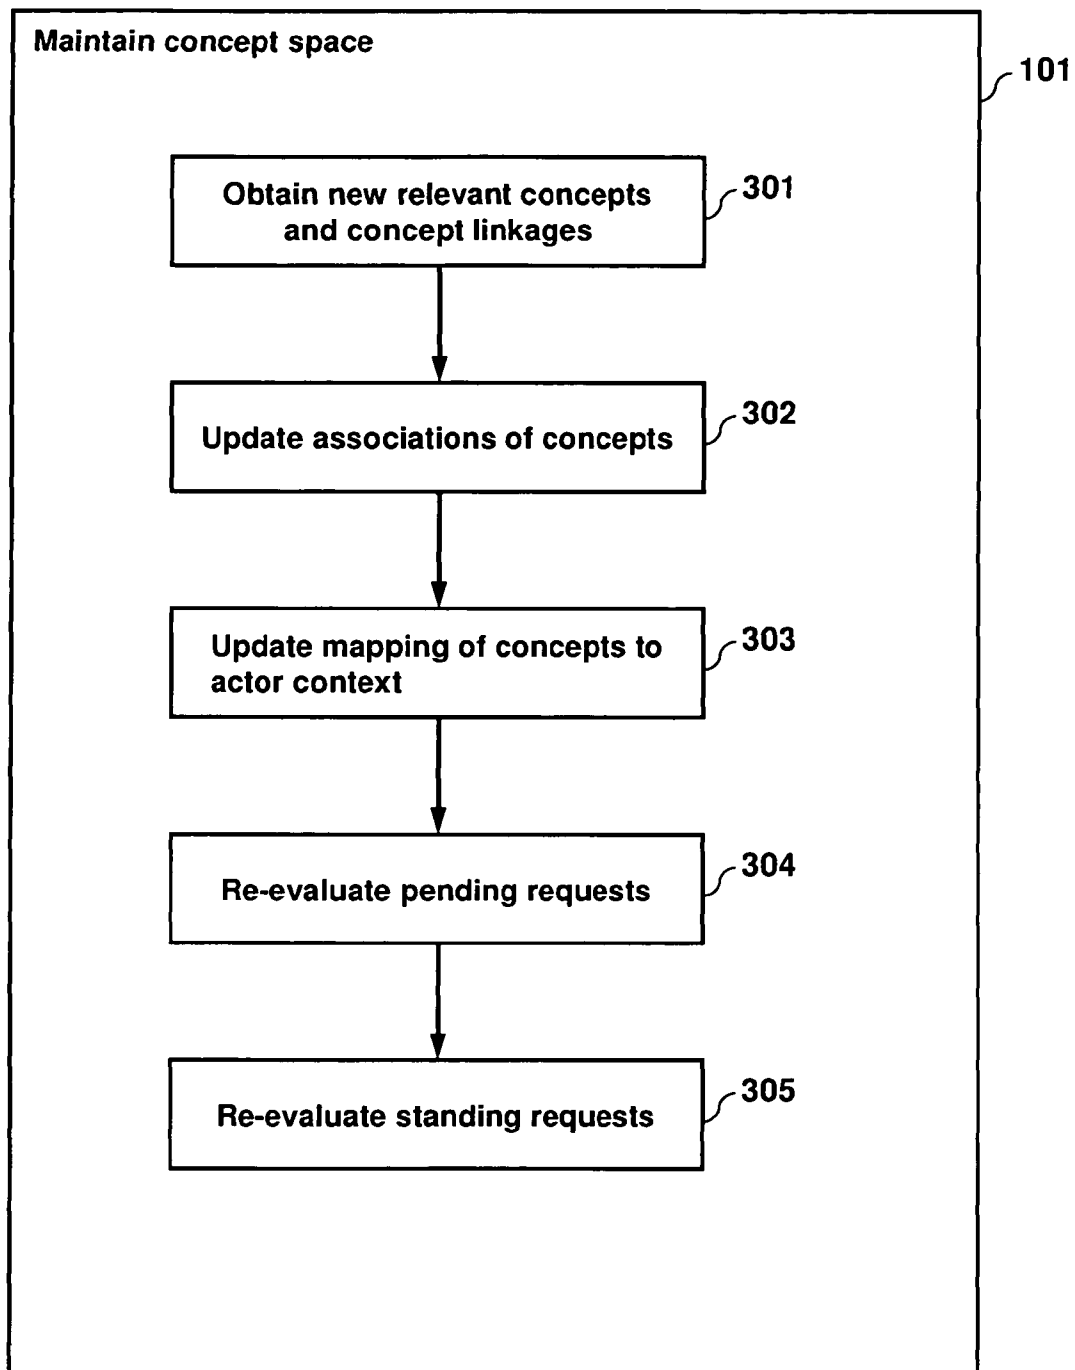 Maintain concept space
101
Obtain new relevant concepts
and concept linkages
301
Update associations of concepts
302
Update mapping of concepts to
actor context
303
Re-evaluate pending requests
304
Re-evaluate standing requests
305